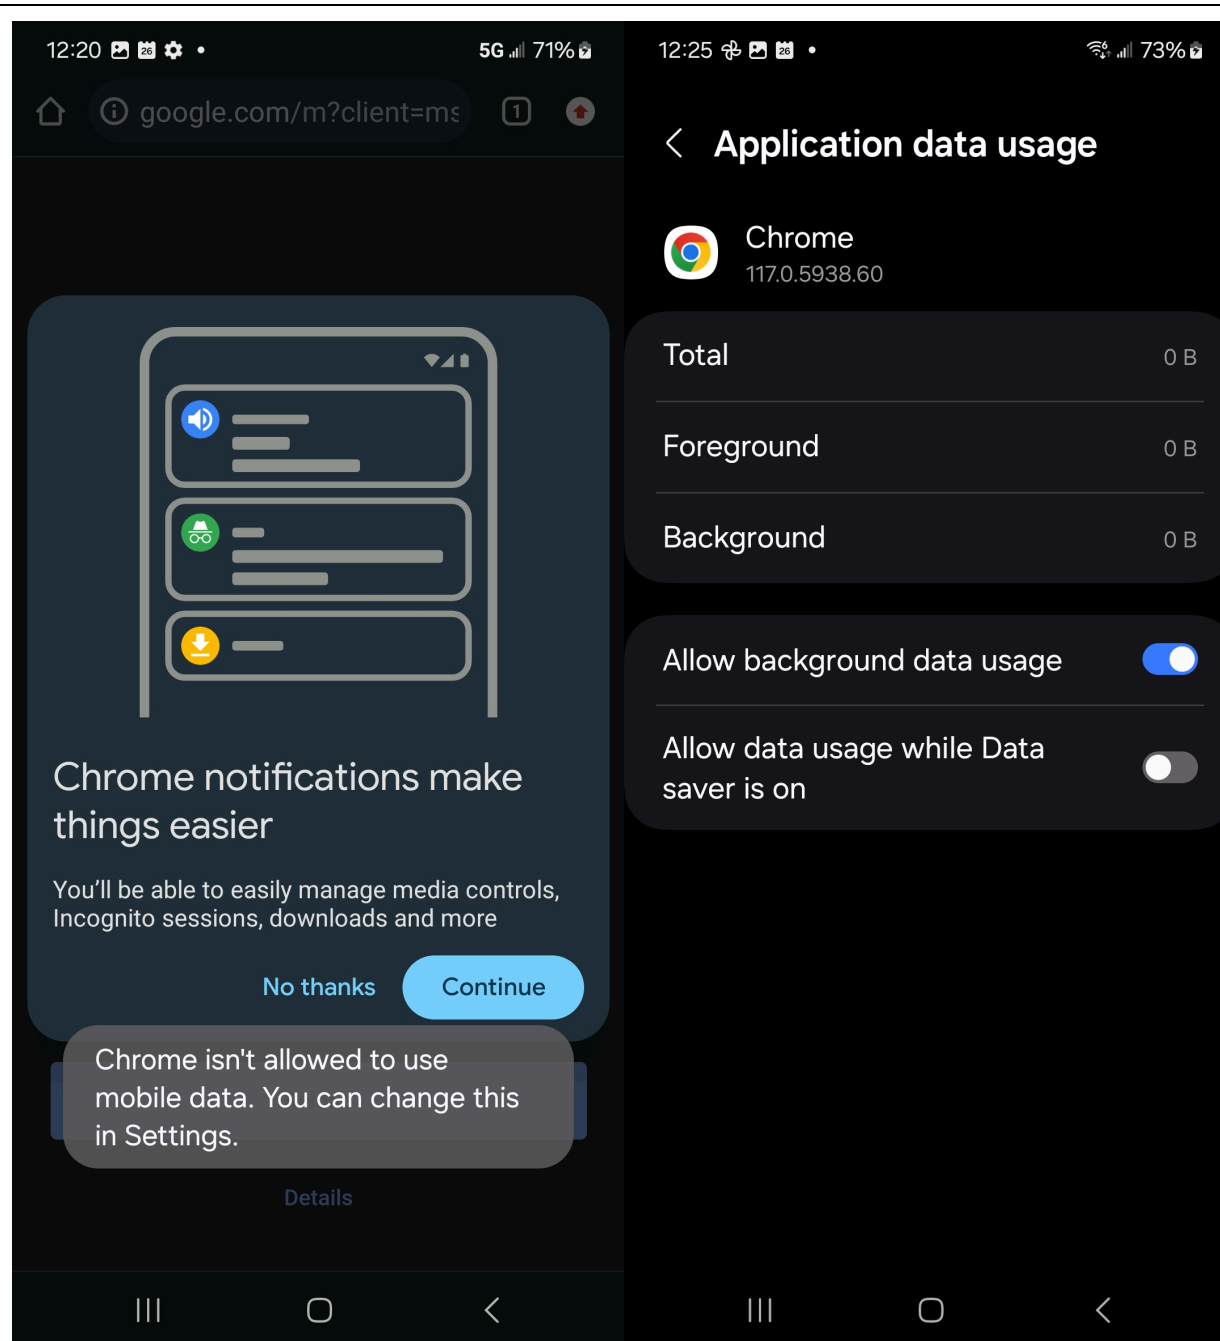 12:20 26
5G 71%
google.com/m?client=ms
1
Chrome notifications make
things easier
You'll be able to easily manage media controls,
Incognito sessions, downloads and more
No thanks
Continue
Chrome isn't allowed to use
mobile data. You can change this
in Settings.
Details
12:25 26
6 73%
Application data usage
Chrome
117.0.5938.60
Total 0 B
Foreground 0 B
Background 0 B
Allow background data usage
Allow data usage while Data
saver is on